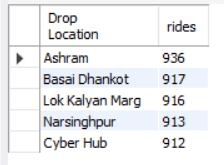 Drop
Location rides
Ashram 936
Basai Dhankot 917
Lok Kalyan Marg 916
Narsinghpur 913
Cyber Hub 912